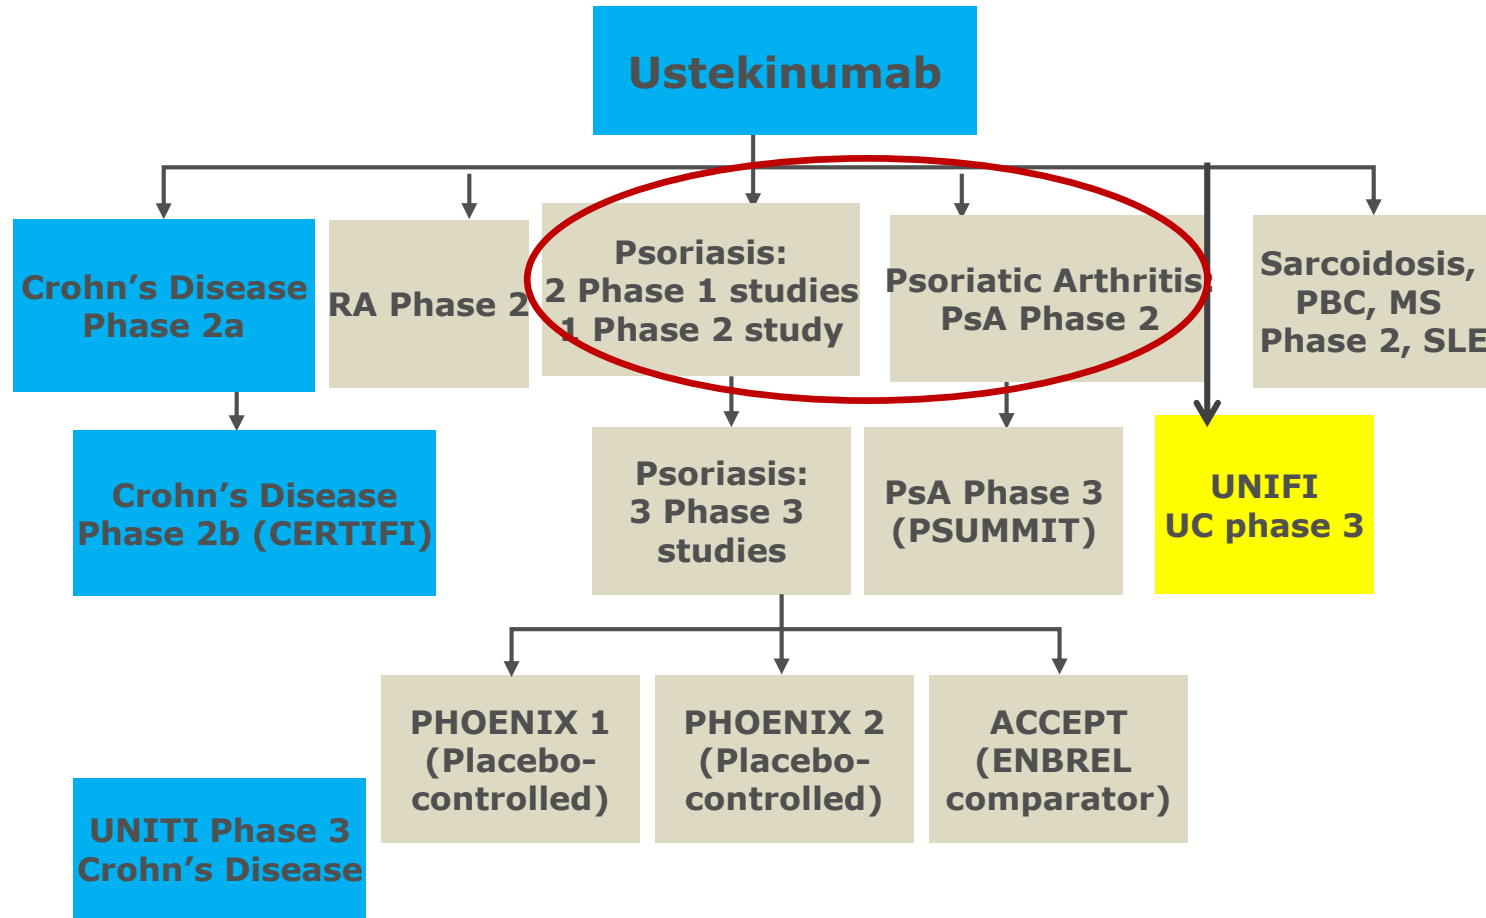 Ustekinumab
Crohn’s Disease
Phase 2a
RA Phase 2
Psoriasis:
2 Phase 1 studies
1 Phase 2 study
Psoriatic Arthritis:
PsA Phase 2
Sarcoidosis,
PBC, MS
Phase 2, SLE
Crohn’s Disease
Phase 2b (CERTIFI)
Psoriasis:
3 Phase 3
studies
PsA Phase 3
(PSUMMIT)
UNIFI
UC phase 3
PHOENIX 1
(Placebo-
controlled)
PHOENIX 2
(Placebo-
controlled)
ACCEPT
(ENBREL
comparator)
UNITI Phase 3
Crohn’s Disease